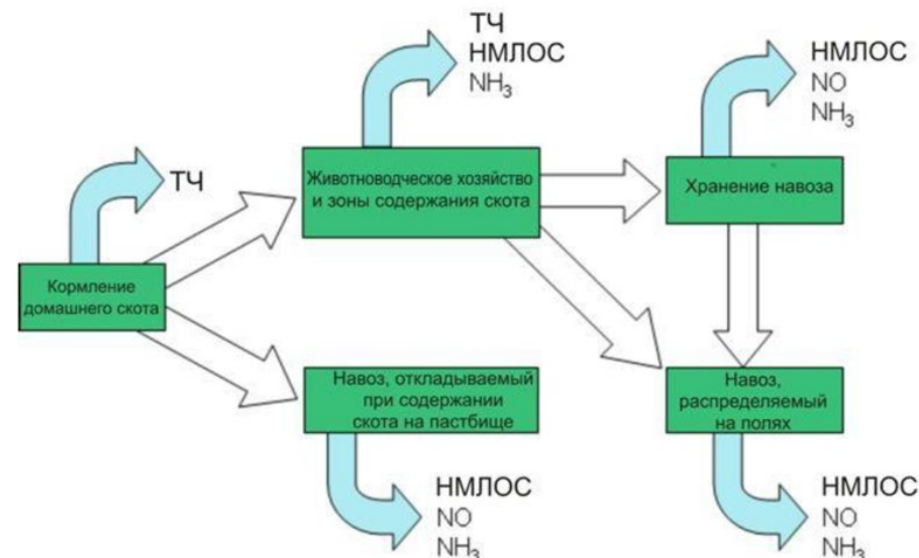 ТЧ
НМЛОС
NH3
НМЛОС
NO
NH3
ТЧ
Животноводческое хозяйство
и зоны содержания скота
Хранение навоза
Кормление
домашнего скота
Навоз, откладываемый
при содержании
скота на пастбище
Навоз,
распределяемый
на полях
НМЛОС
NO
NH3
НМЛОС
NO
NH3